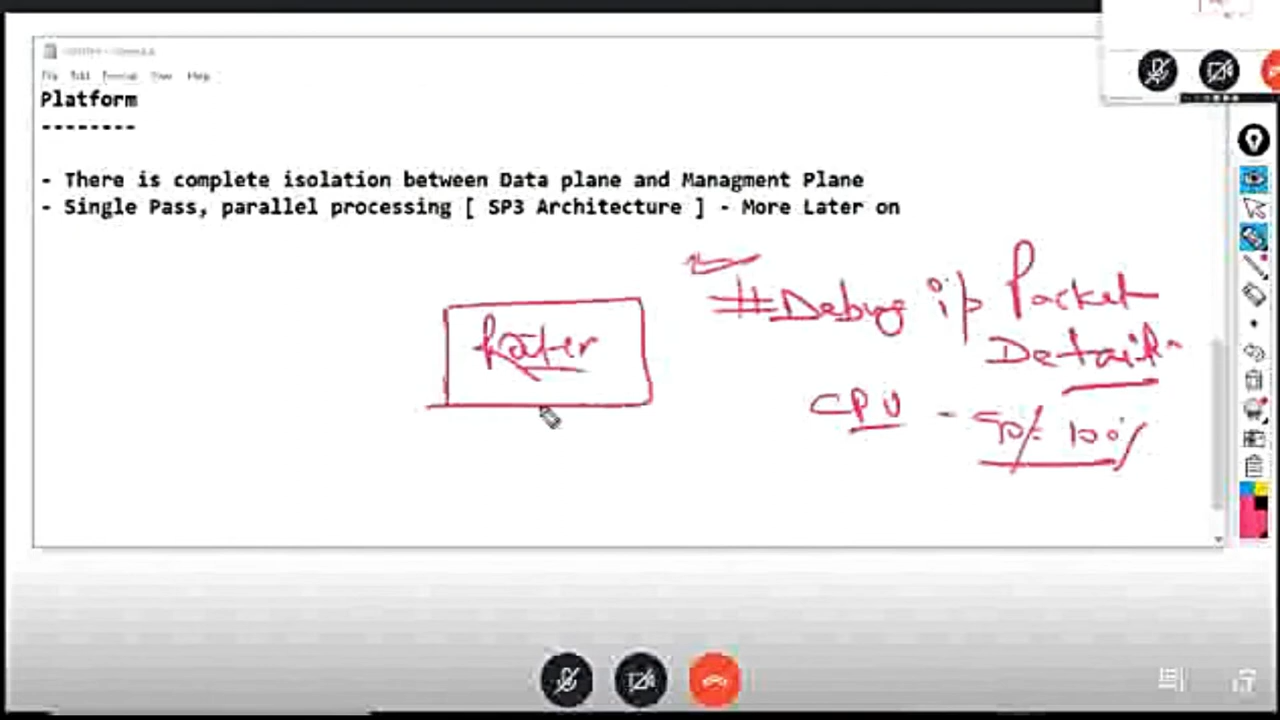 Platform
--------
- There is complete isolation between Data plane and Managment Plane
- Single Pass, parallel processing [ SP3 Architecture ] - More Later on
#Debug ip Packet
Detail
Router
CPU - 90% 100%